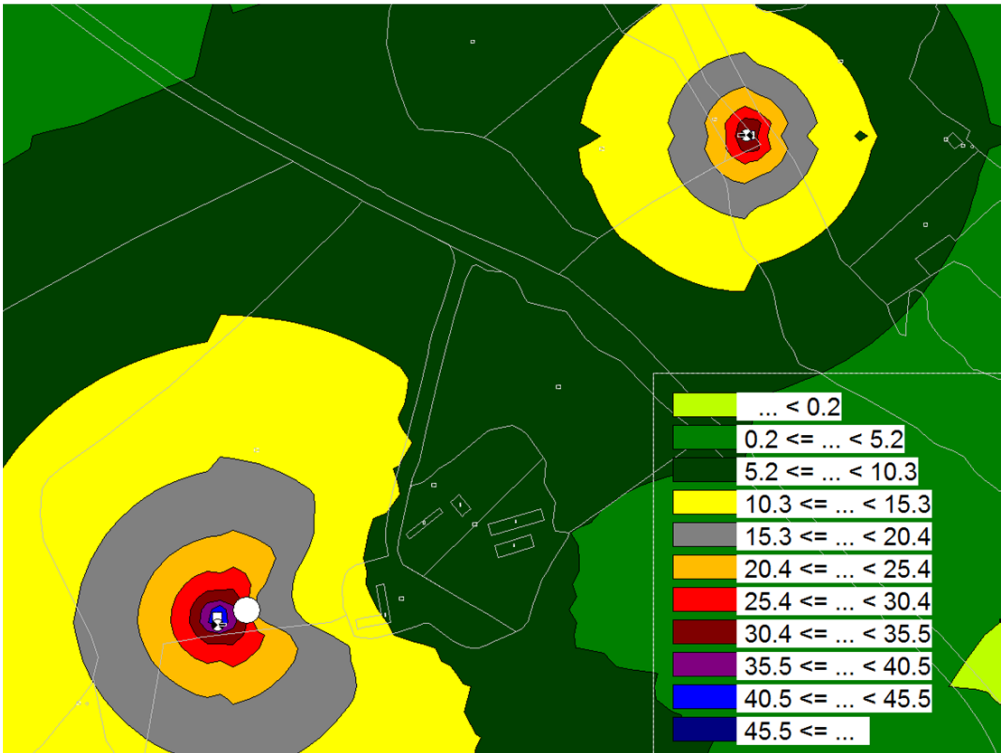 ... < 0.2
0.2 <= ... < 5.2
5.2 <= ... < 10.3
10.3 <= ... < 15.3
15.3 <= ... < 20.4
20.4 <= ... < 25.4
25.4 <= ... < 30.4
30.4 <= ... < 35.5
35.5 <= ... < 40.5
40.5 <= ... < 45.5
45.5 <= ...